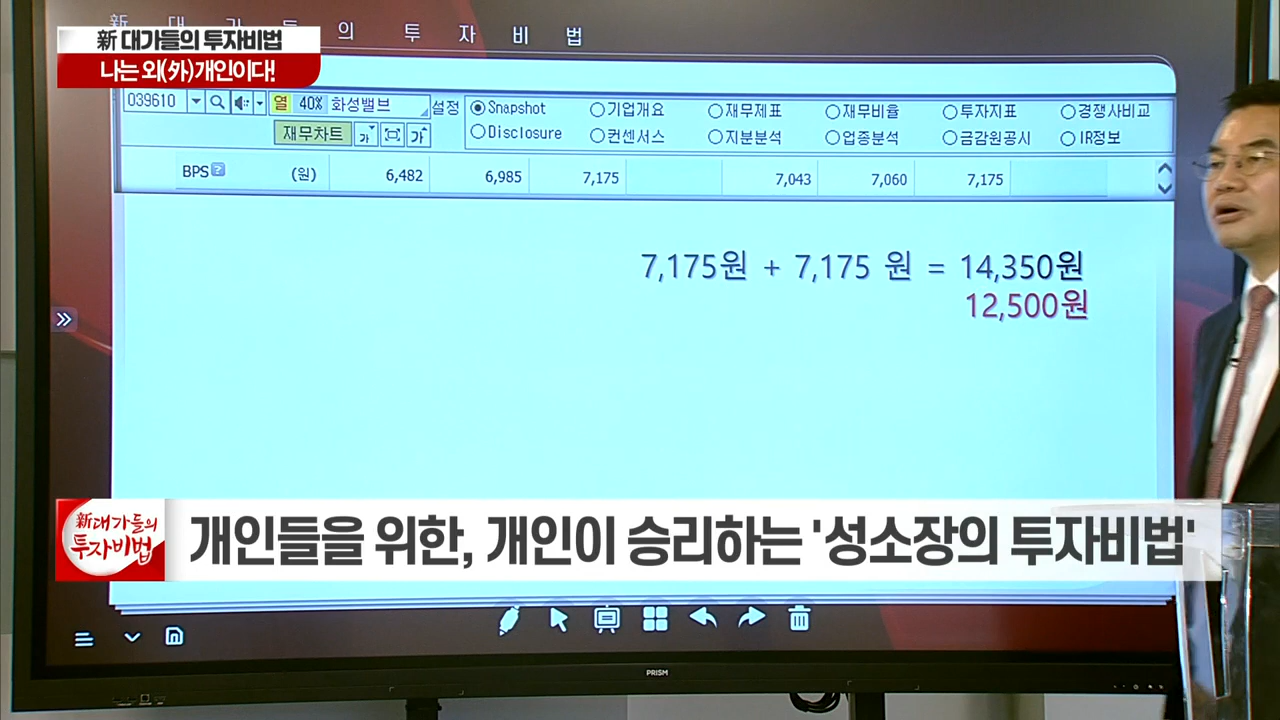 新 대 가 들 의 투 자 비 법
新 대가들의 투자비법
나는 외(外)개인이다!
039610 열 40% 화성밸브 설정 Snapshot 기업개요 재무제표 재무비율 투자지표 경쟁사비교
재무차트 가 가 Disclosure 컨센서스 지분분석 업종분석 금감원공시 IR정보
BPS (원) 6,482 6,985 7,175 7,043 7,060 7,175
7,175원 + 7,175 원 = 14,350원
12,500원
新대가들의
투자비법
개인들을 위한, 개인이 승리하는 '성소장의 투자비법'
PRISM